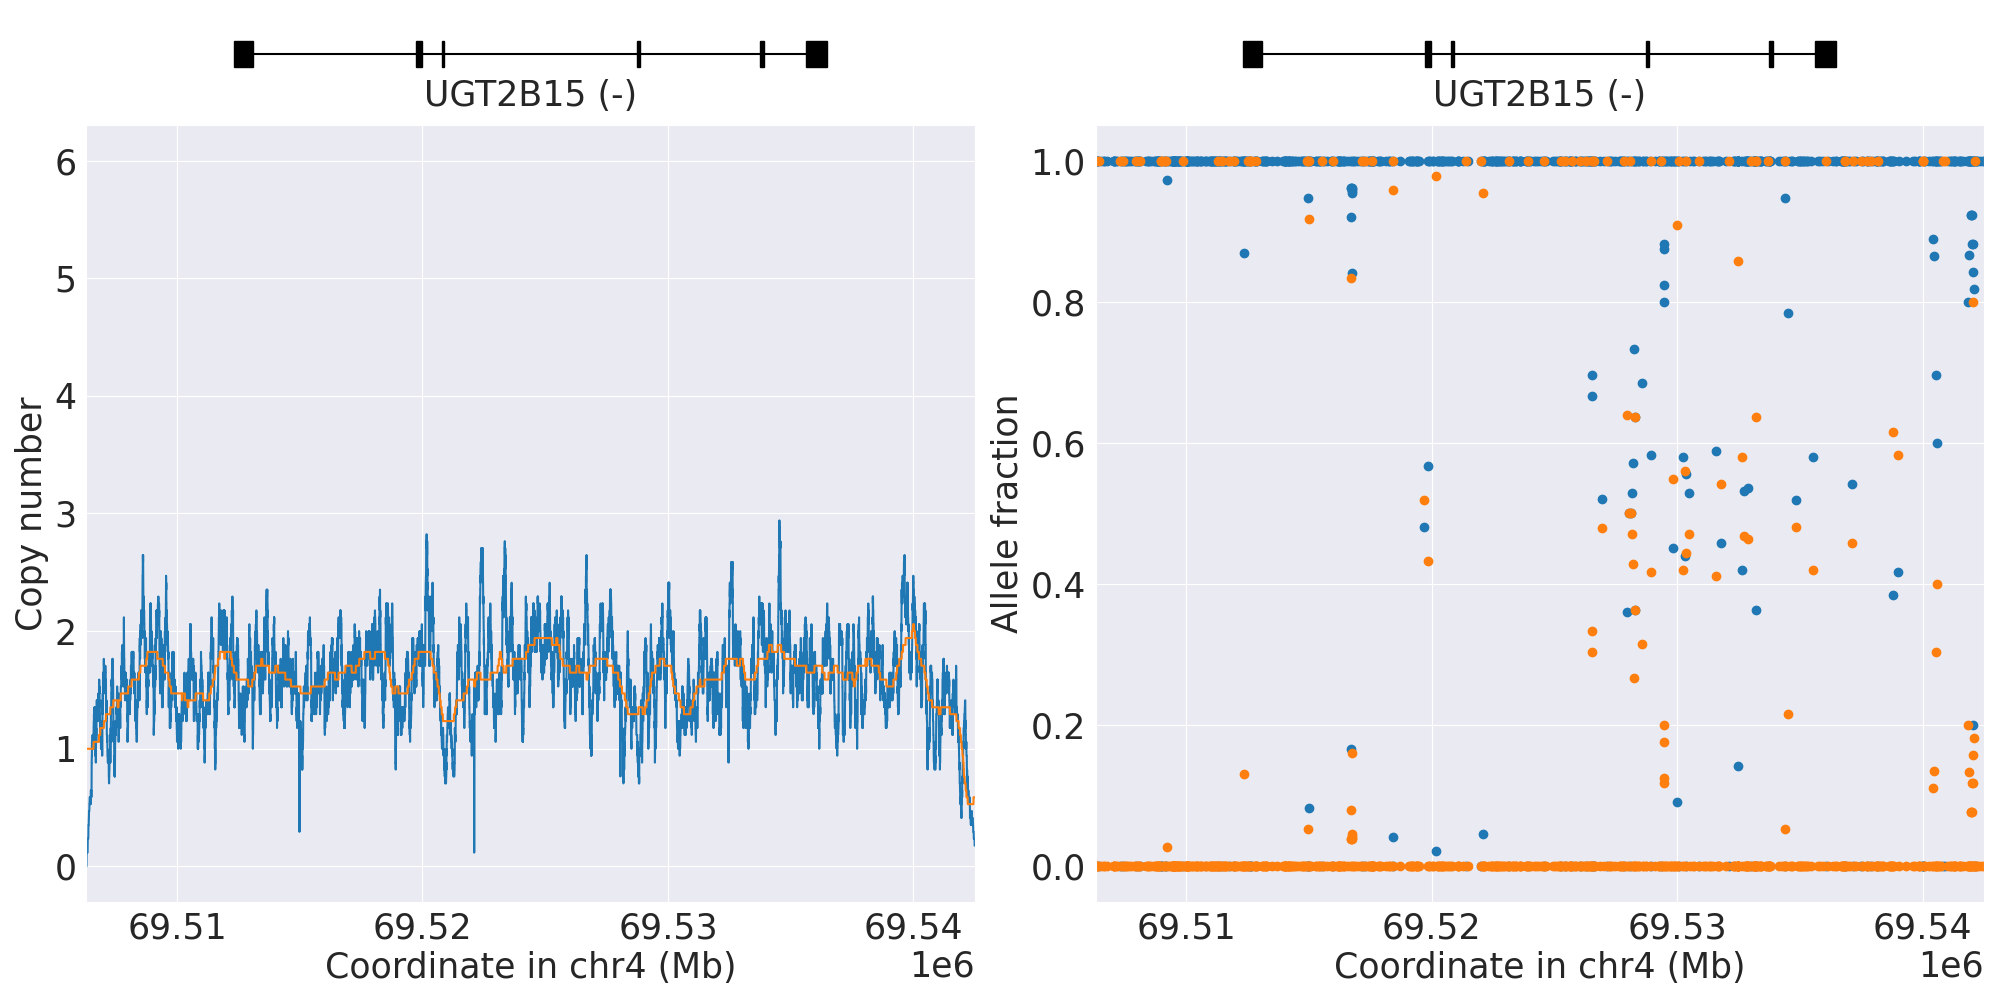 UGT2B15 (-)
UGT2B15 (-)
6
5
4
3
2
1
0
Copy number
69.51
69.52
69.53
69.54
Coordinate in chr4 (Mb)
1e6
1.0
0.8
0.6
0.4
0.2
0.0
Allele fraction
69.51
69.52
69.53
69.54
Coordinate in chr4 (Mb)
1e6